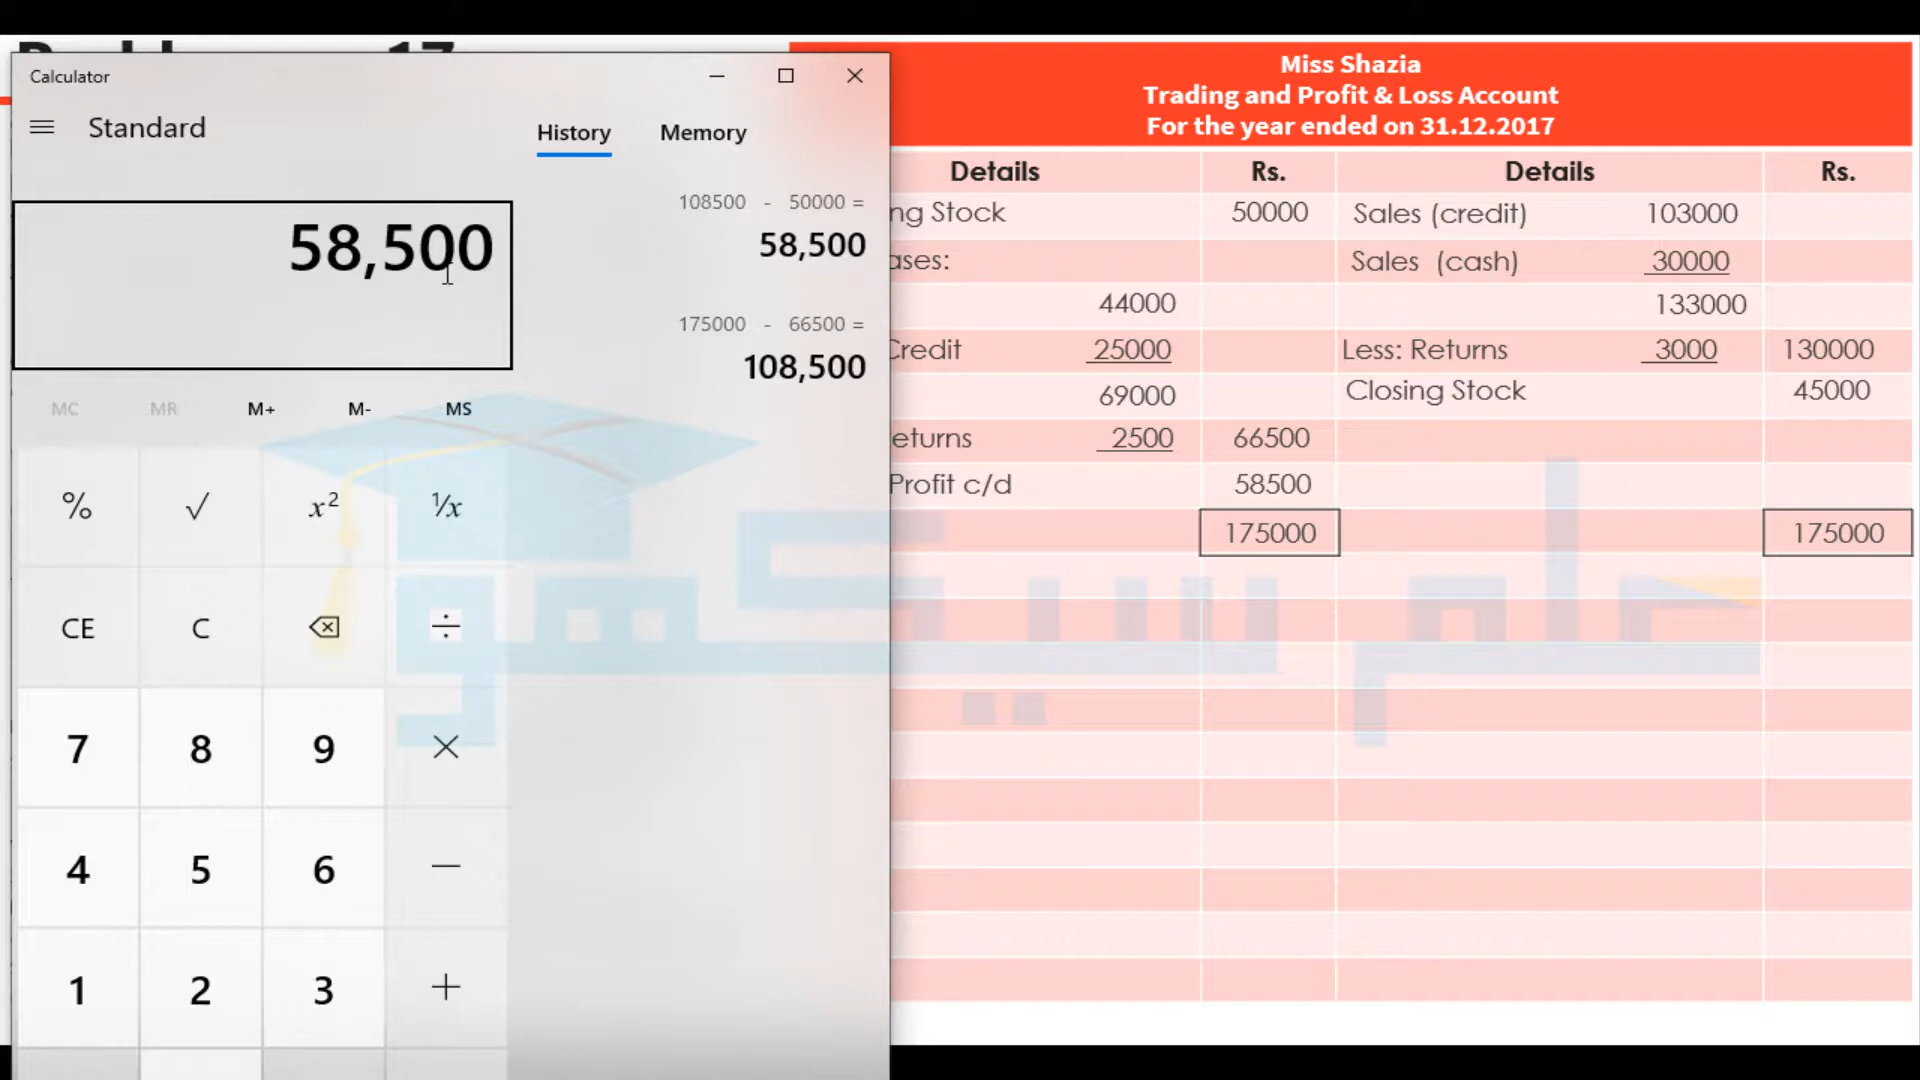 Calculator
Standard
History
Memory
58,500
108500 - 50000 =
58,500
175000 - 66500 =
108,500
MC MR M+ M- MS
% √ x² ¹/x
CE C ÷
7 8 9 ×
4 5 6 −
1 2 3 +
17
Miss Shazia
Trading and Profit & Loss Account
For the year ended on 31.12.2017
Details Rs. Details Rs.
ng Stock 50000 Sales (credit) 103000
ases: Sales (cash) 30000
44000 133000
Credit 25000 Less: Returns 3000 130000
69000 Closing Stock 45000
eturns 2500 66500
Profit c/d 58500
175000 175000